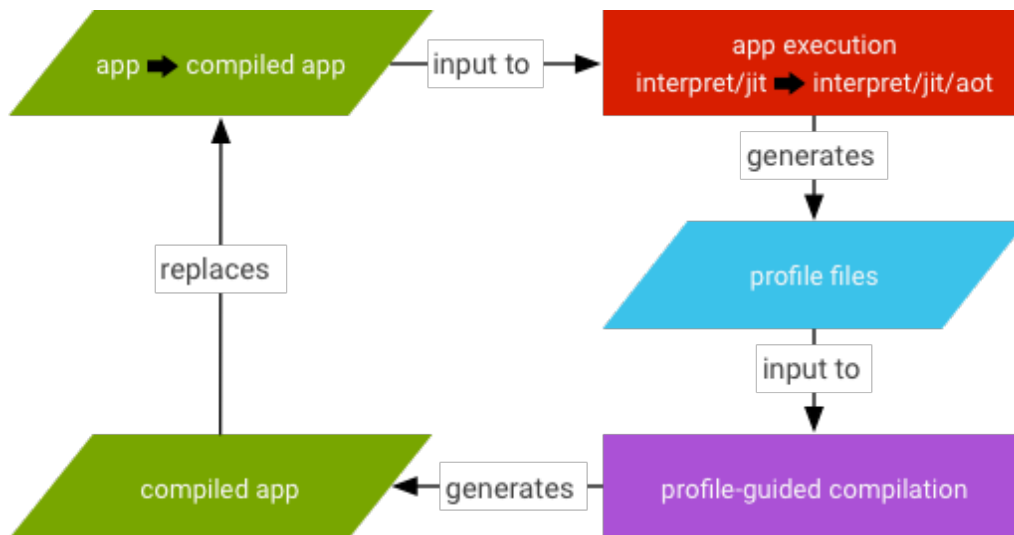 app ➡ compiled app
input to
app execution
interpret/jit ➡ interpret/jit/aot
generates
profile files
input to
profile-guided compilation
generates
compiled app
replaces